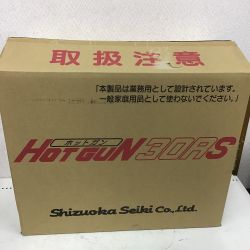 取扱注意
「本製品は業務用として設計されています。
一般家庭用品として使わないでください。」
ホットガン
HOTGUN30RS
Shizuoka Seiki Co.,Ltd.